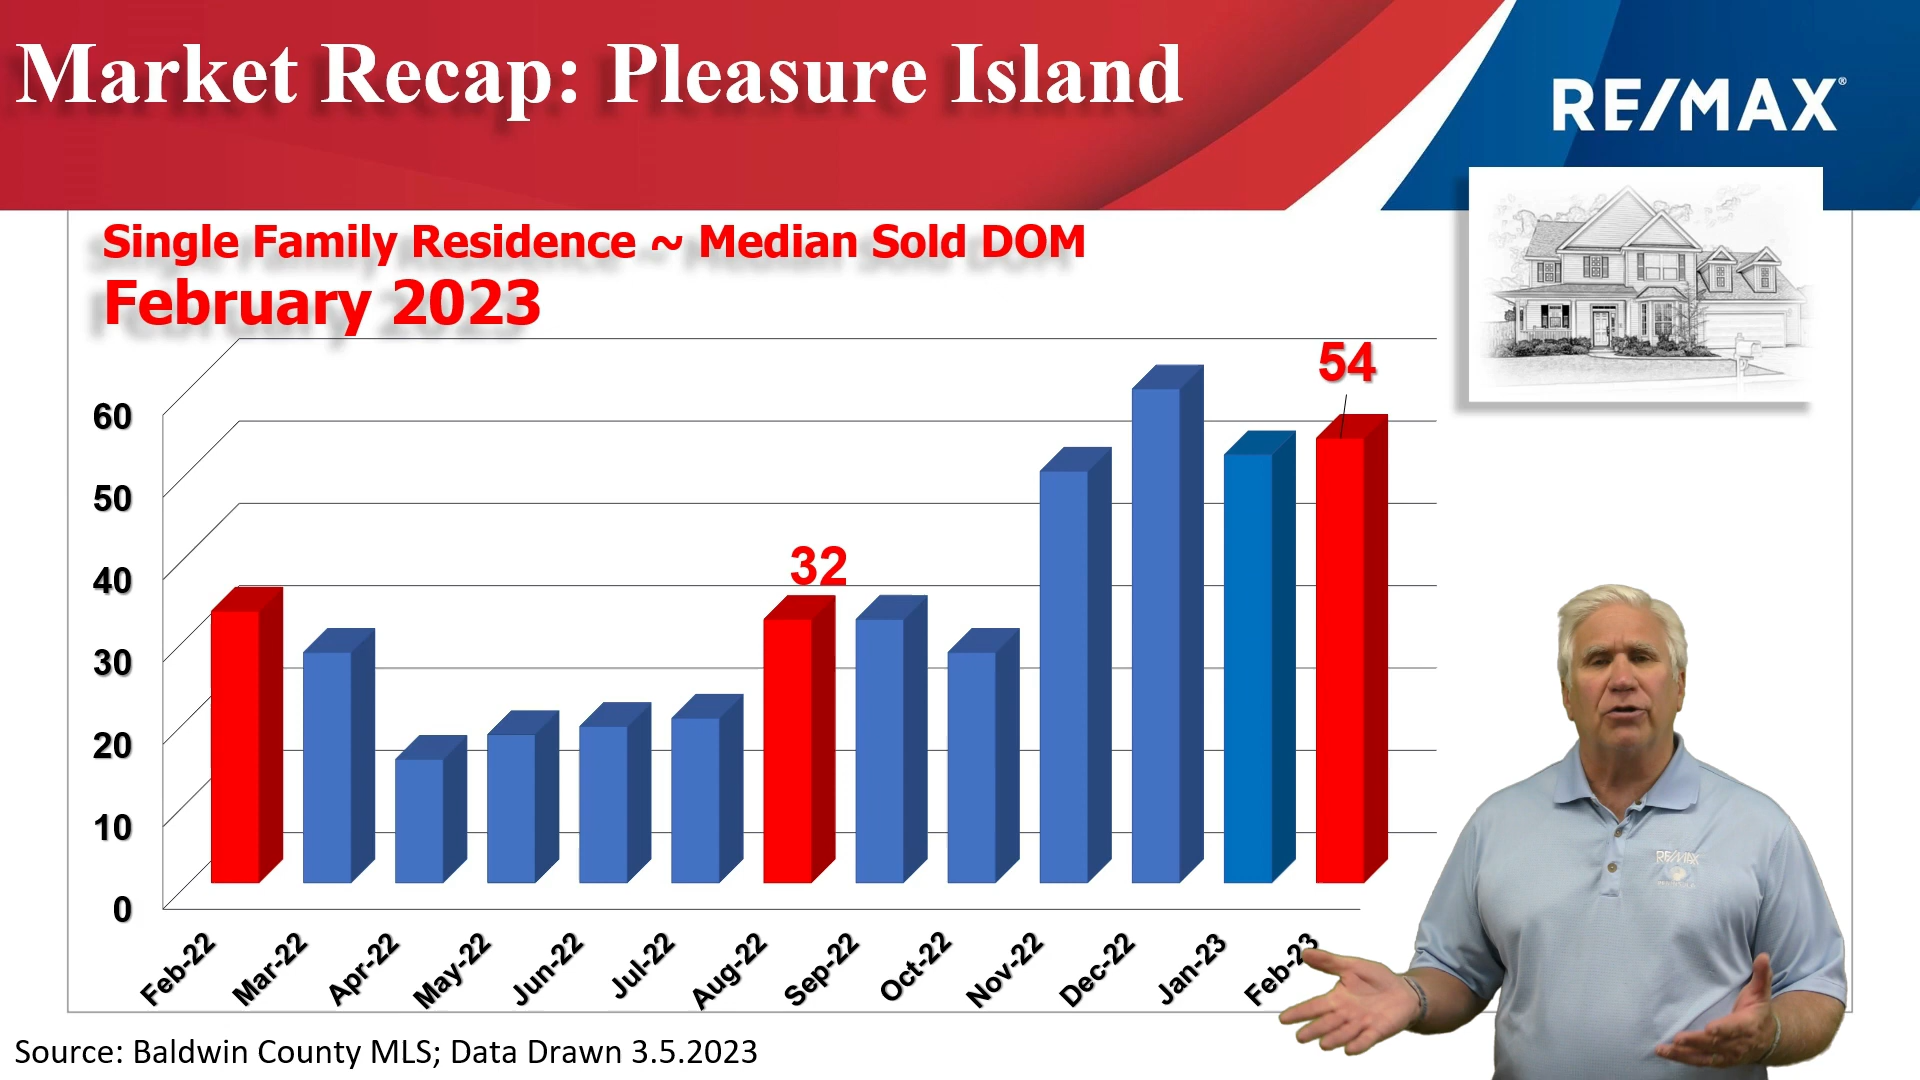 Market Recap: Pleasure Island
RE/MAX®
Single Family Residence ~ Median Sold DOM
February 2023
54
32
60
50
40
30
20
10
0
Feb-22
Mar-22
Apr-22
May-22
Jun-22
Jul-22
Aug-22
Sep-22
Oct-22
Nov-22
Dec-22
Jan-23
Feb-23
RE/MAX
Source: Baldwin County MLS; Data Drawn 3.5.2023